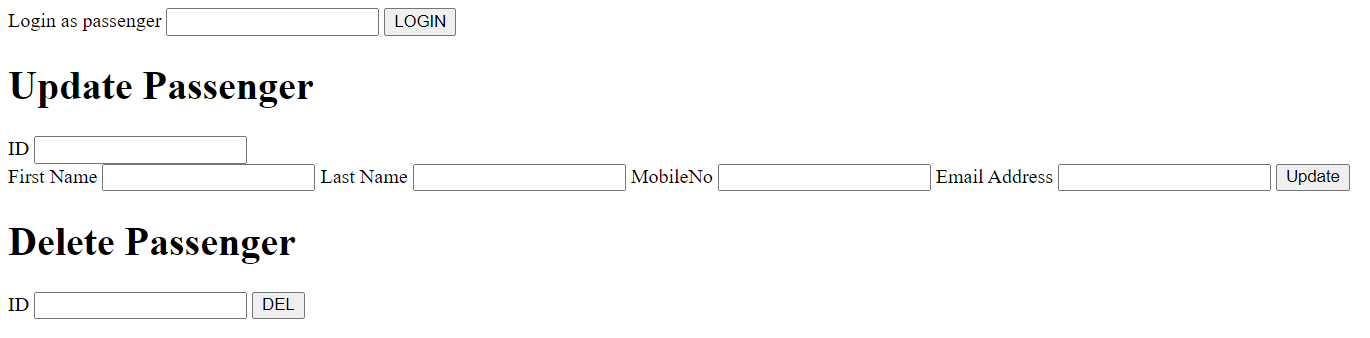 Login as passenger LOGIN
Update Passenger
ID
First Name Last Name MobileNo Email Address Update
Delete Passenger
ID DEL